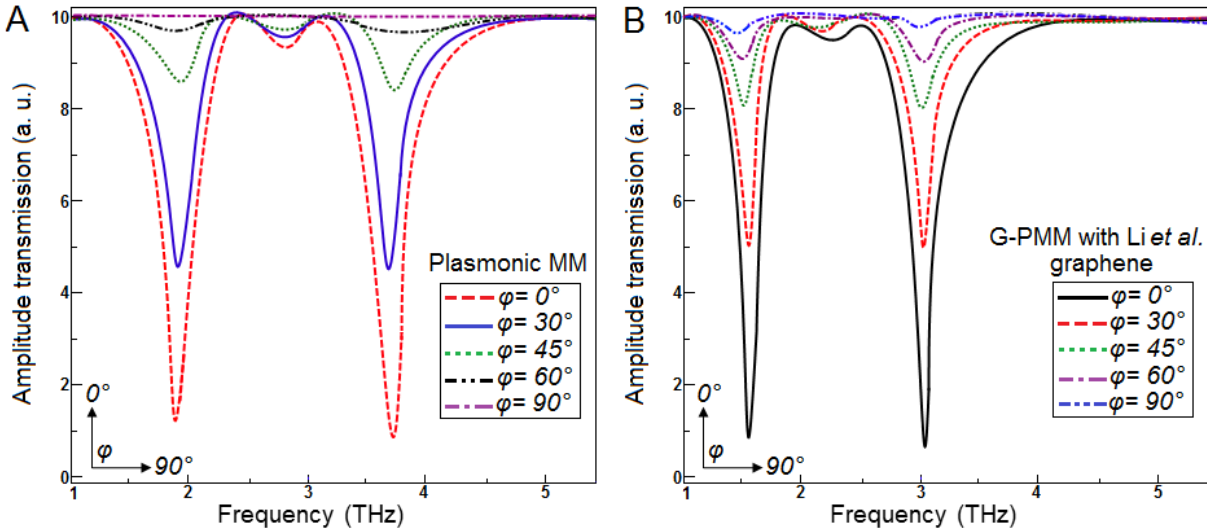 A
Amplitude transmission (a. u.)
10
8
6
4
2
0
Plasmonic MM
φ= 0°
φ= 30°
φ= 45°
φ= 60°
φ= 90°
0°
φ
90°
1 2 3 4 5
Frequency (THz)
B
Amplitude transmission (a. u.)
10
8
6
4
2
0
G-PMM with Li et al.
graphene
φ= 0°
φ= 30°
φ= 45°
φ= 60°
φ= 90°
0°
φ
90°
1 2 3 4 5
Frequency (THz)